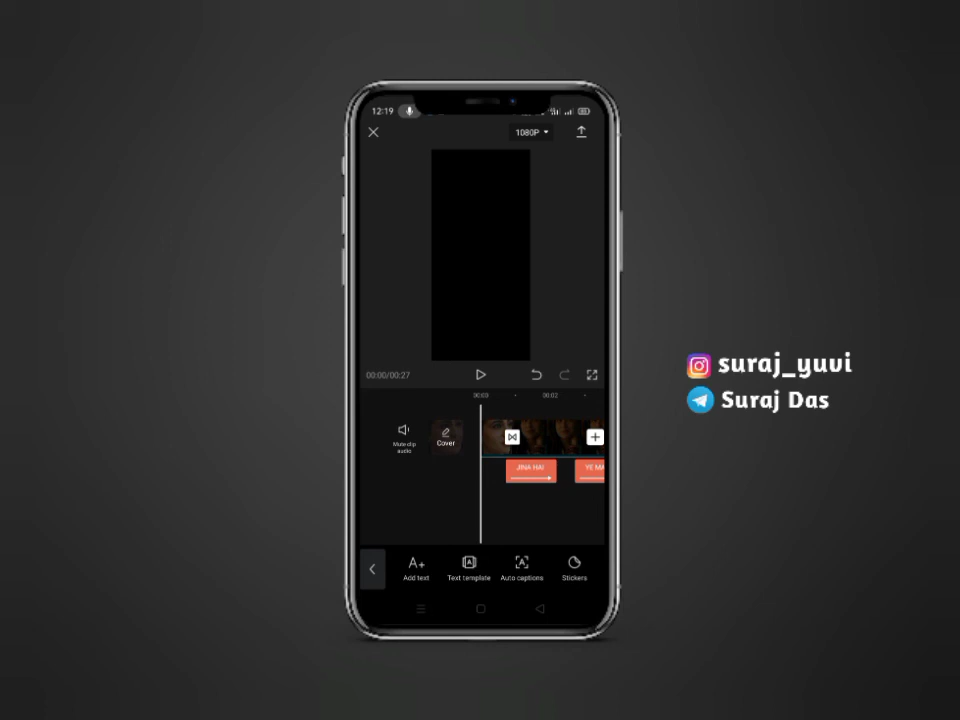 12:19
1080P
00:00/00:27
00:00
00:02
Mute clip
audio
Cover
JINA HAI
YE MA
Add text
Text template
Auto captions
Stickers
suraj_yuvi
Suraj Das